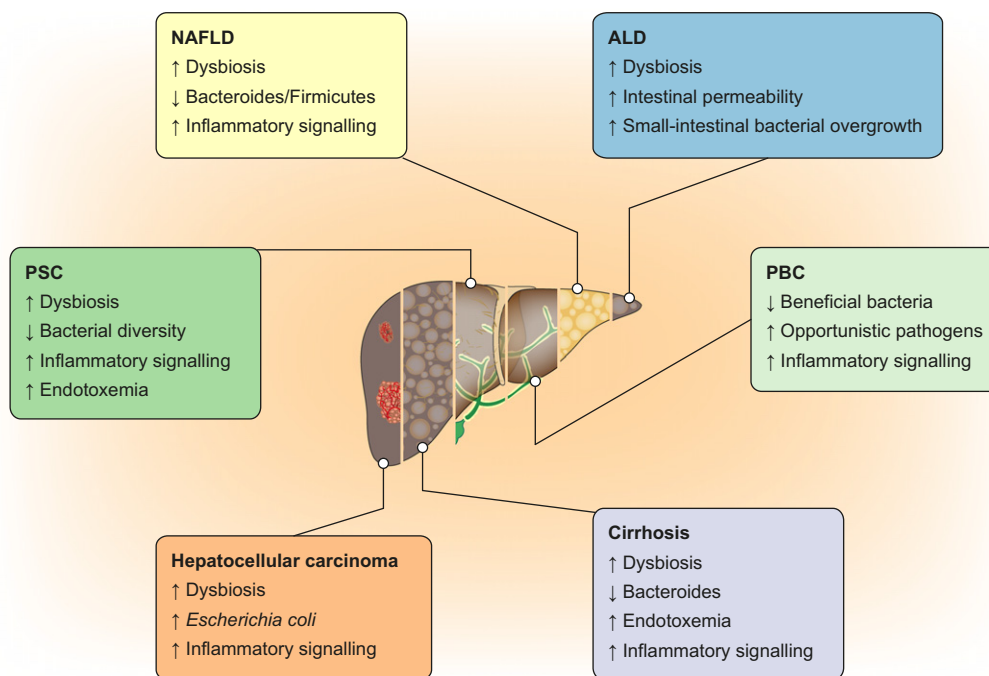 NAFLD
↑ Dysbiosis
↓ Bacteroides/Firmicutes
↑ Inflammatory signalling
ALD
↑ Dysbiosis
↑ Intestinal permeability
↑ Small-intestinal bacterial overgrowth
PSC
↑ Dysbiosis
↓ Bacterial diversity
↑ Inflammatory signalling
↑ Endotoxemia
PBC
↓ Beneficial bacteria
↑ Opportunistic pathogens
↑ Inflammatory signalling
Hepatocellular carcinoma
↑ Dysbiosis
↑ Escherichia coli
↑ Inflammatory signalling
Cirrhosis
↑ Dysbiosis
↓ Bacteroides
↑ Endotoxemia
↑ Inflammatory signalling